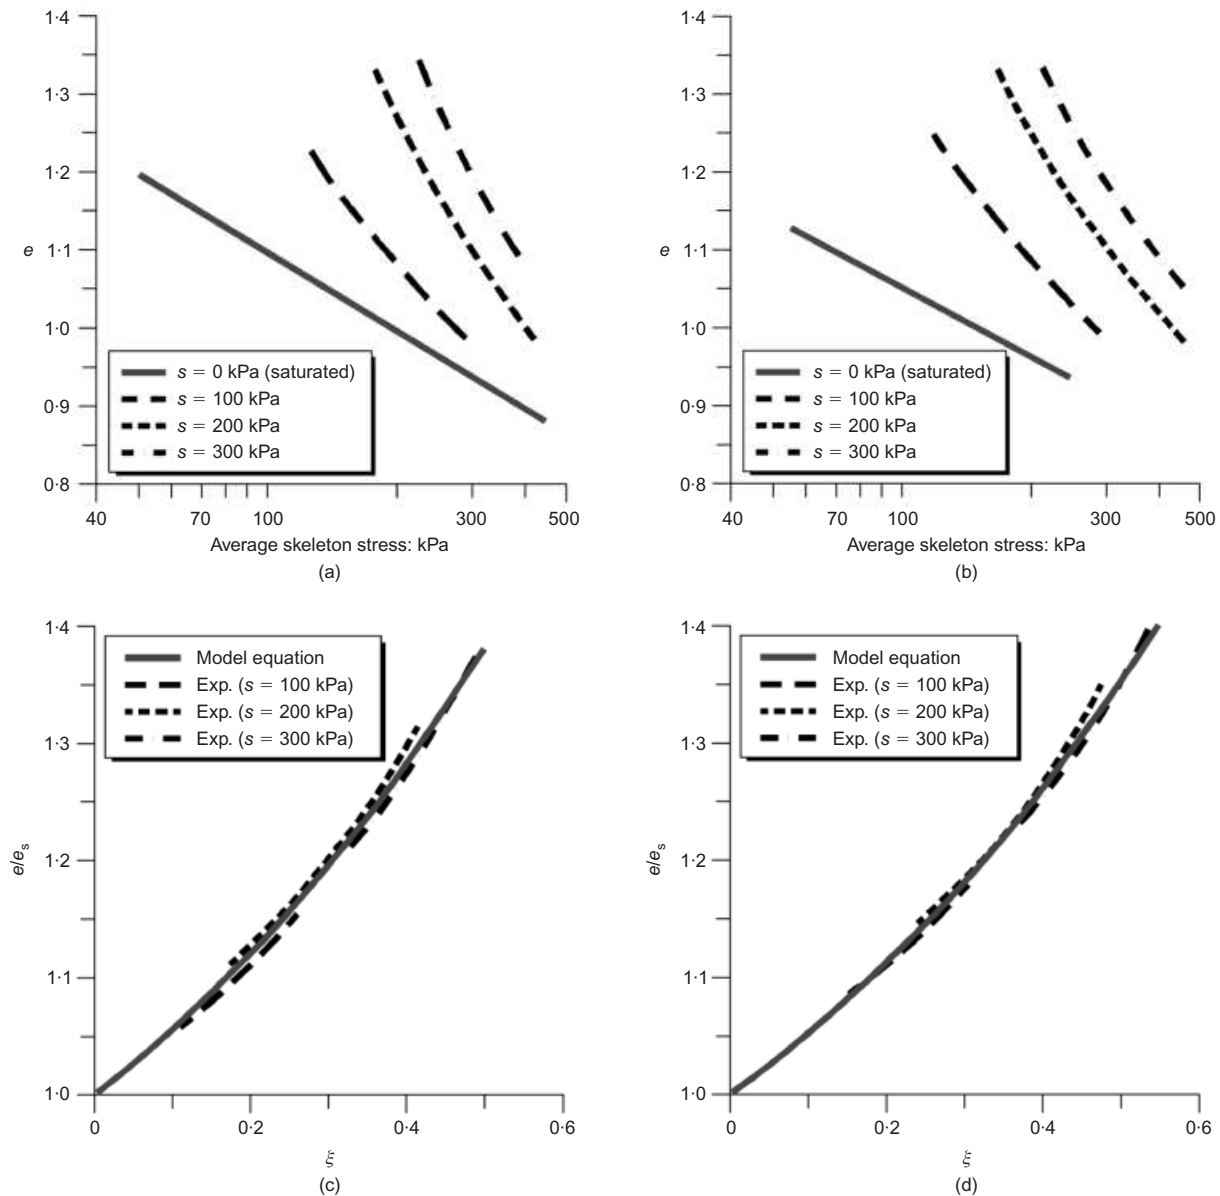 1·4
1·3
1·2
1·1
1·0
0·9
0·8
e
s = 0 kPa (saturated)
s = 100 kPa
s = 200 kPa
s = 300 kPa
40 70 100 300 500
Average skeleton stress: kPa
(a)
1·4
1·3
1·2
1·1
1·0
0·9
0·8
e
s = 0 kPa (saturated)
s = 100 kPa
s = 200 kPa
s = 300 kPa
40 70 100 300 500
Average skeleton stress: kPa
(b)
1·4
1·3
1·2
1·1
1·0
e/es
Model equation
Exp. (s = 100 kPa)
Exp. (s = 200 kPa)
Exp. (s = 300 kPa)
0 0·2 0·4 0·6
ξ
(c)
1·4
1·3
1·2
1·1
1·0
e/es
Model equation
Exp. (s = 100 kPa)
Exp. (s = 200 kPa)
Exp. (s = 300 kPa)
0 0·2 0·4 0·6
ξ
(d)